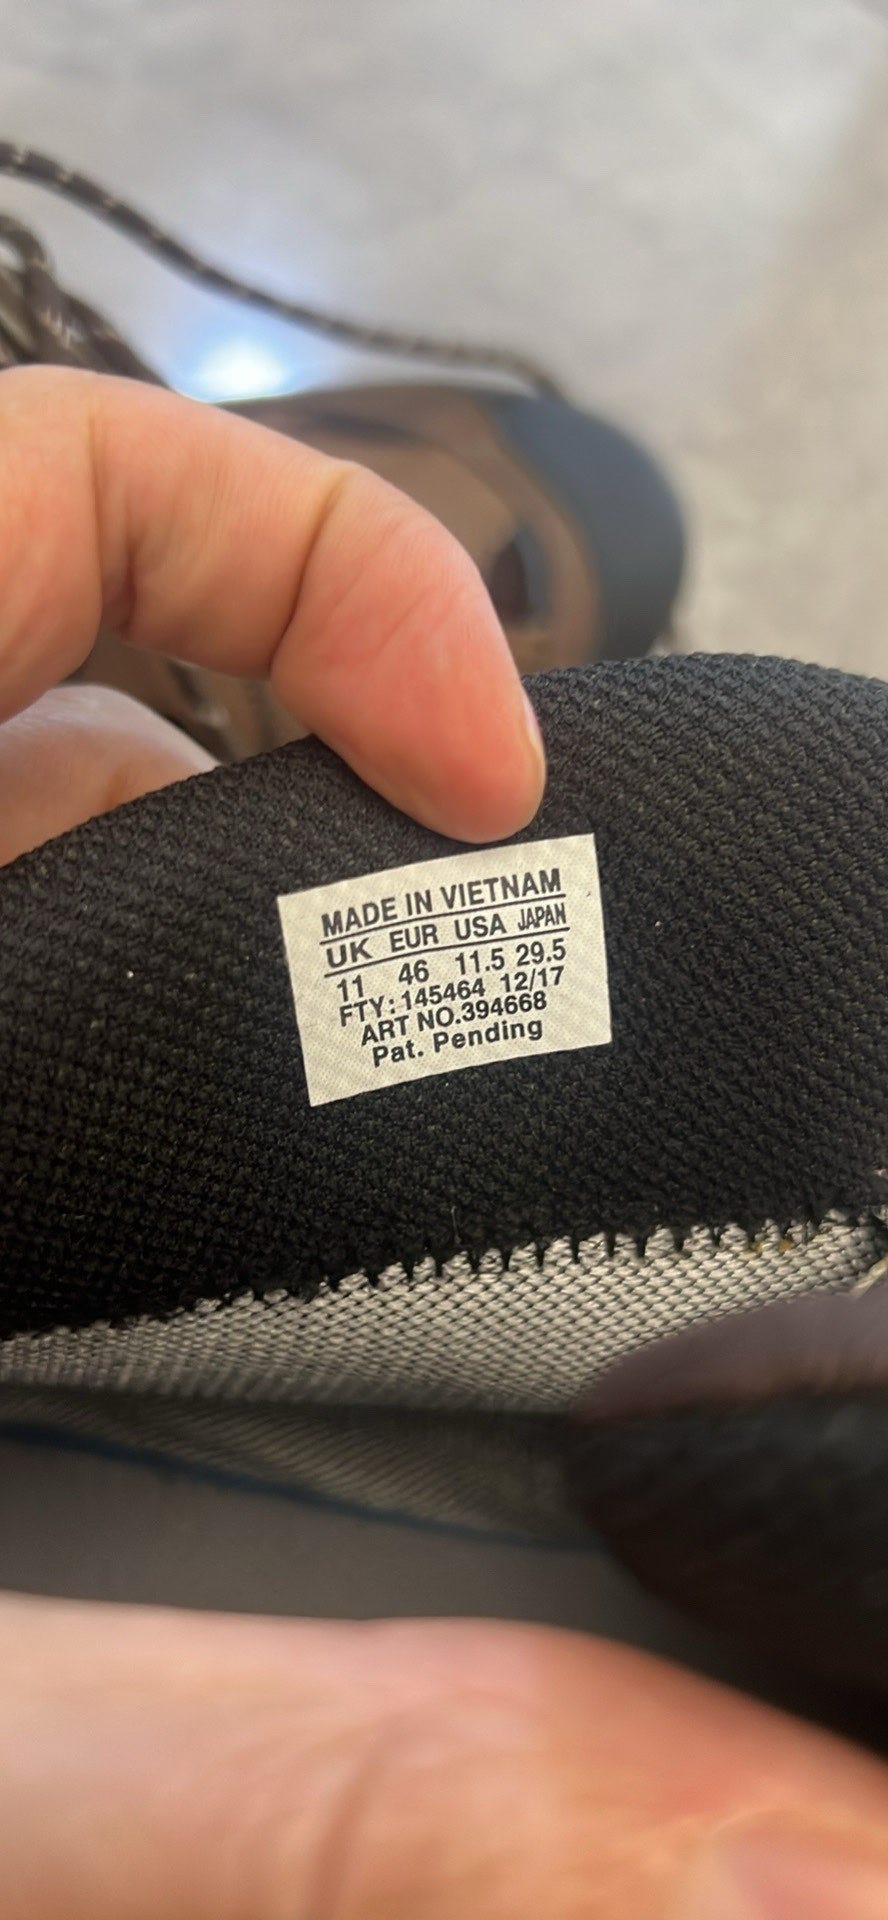 MADE IN VIETNAM
UK EUR USA JAPAN
11 46 11.5 29.5
FTY:145464 12/17
ART NO.394668
Pat. Pending